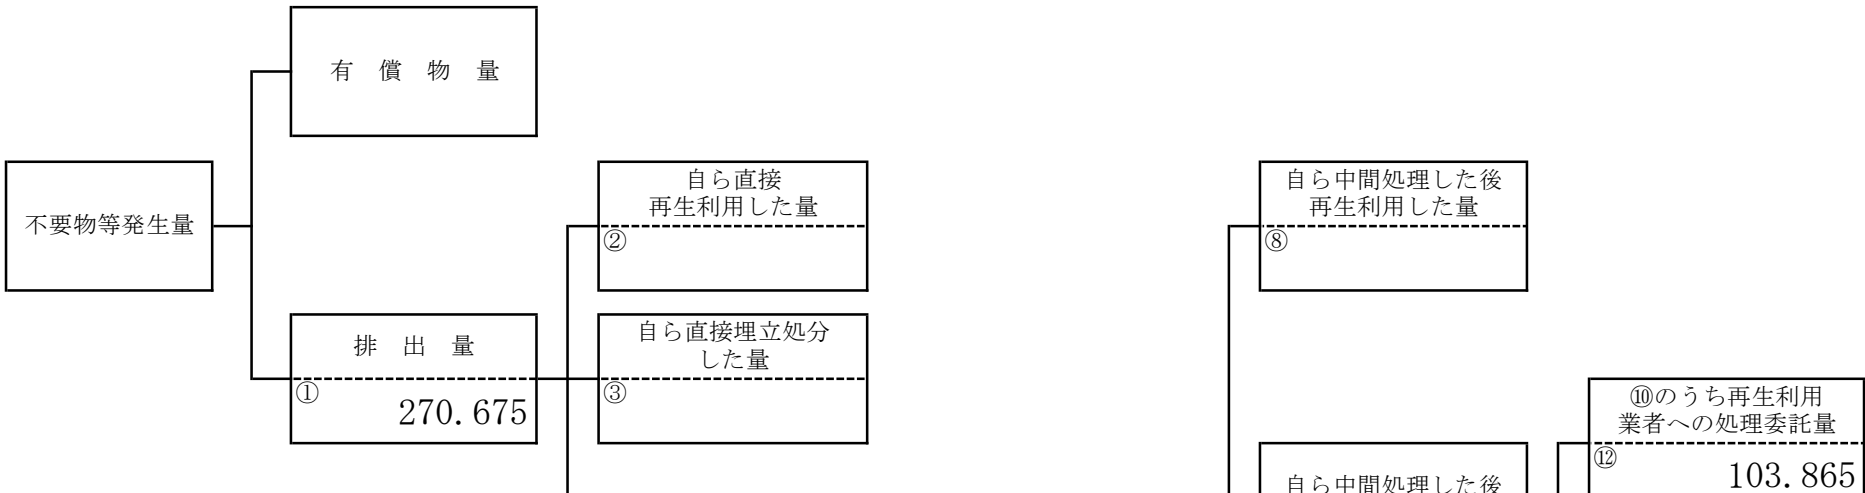 有　償　物　量
不要物等発生量
自ら直接
再生利用した量
②
自ら中間処理した後
再生利用した量
⑧
排　出　量
①
270.675
自ら直接埋立処分
した量
③
⑩のうち再生利用
業者への処理委託量
⑫
103.865
自ら中間処理した後